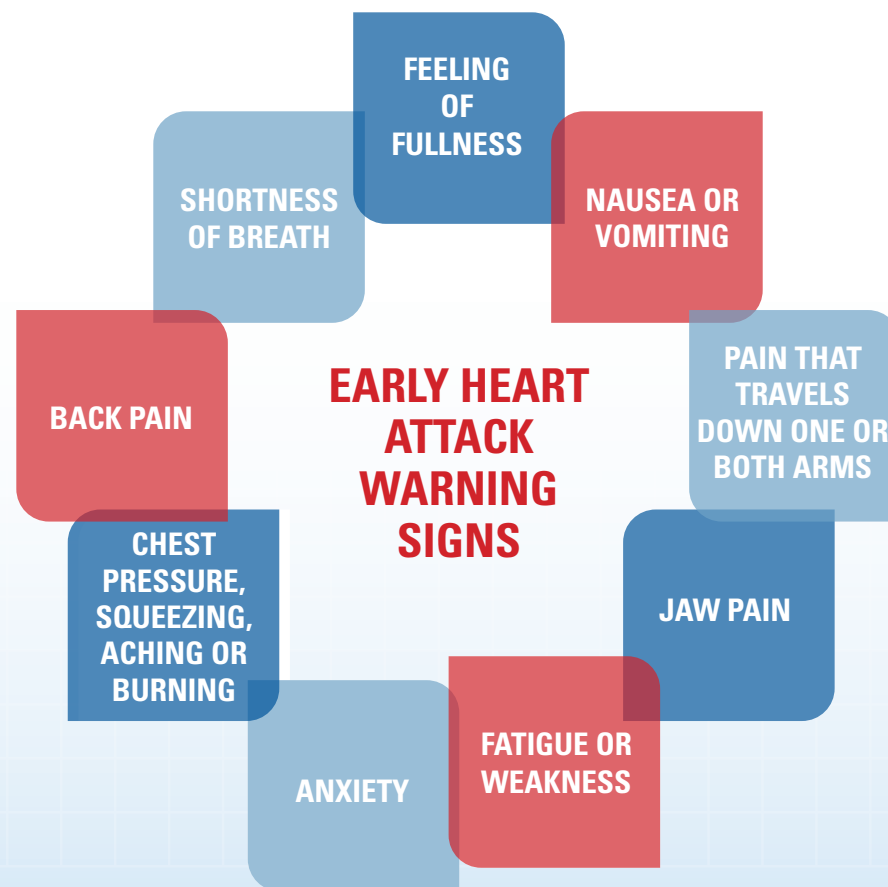 FEELING
OF
FULLNESS
NAUSEA OR
VOMITING
PAIN THAT
TRAVELS
DOWN ONE OR
BOTH ARMS
JAW PAIN
FATIGUE OR
WEAKNESS
ANXIETY
CHEST
PRESSURE,
SQUEEZING,
ACHING OR
BURNING
BACK PAIN
SHORTNESS
OF BREATH
EARLY HEART
ATTACK
WARNING
SIGNS